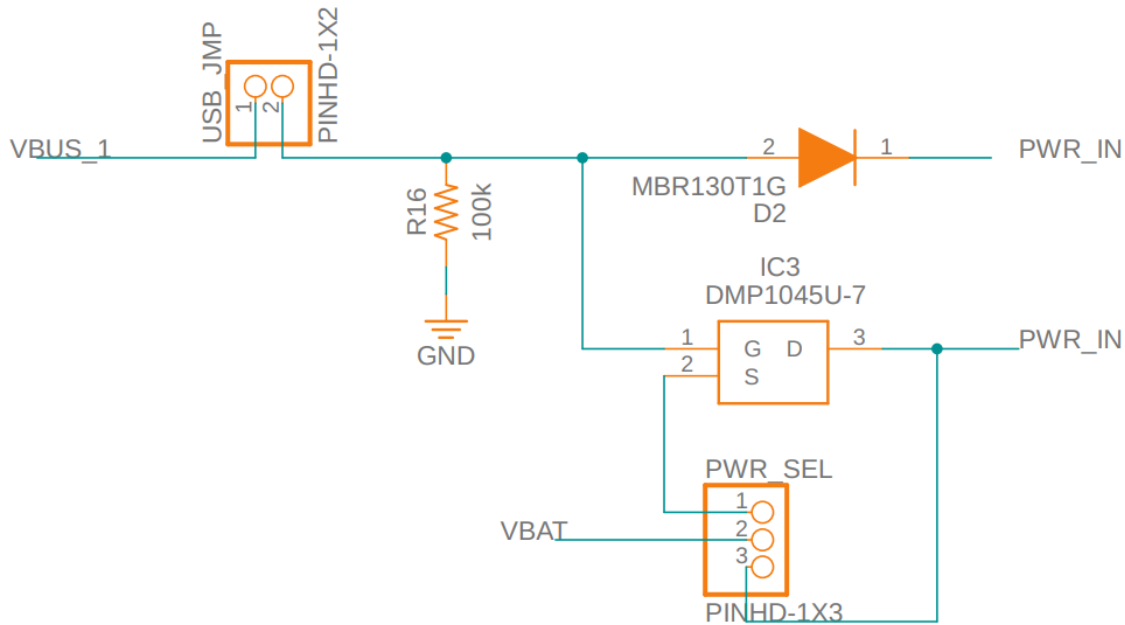 USB_JMP
PINHD-1X2
1
2
VBUS_1
2
1
PWR_IN
MBR130T1G
D2
R16
100k
GND
IC3
DMP1045U-7
1
G
D
3
PWR_IN
2
S
PWR_SEL
1
VBAT
2
3
PINHD-1X3